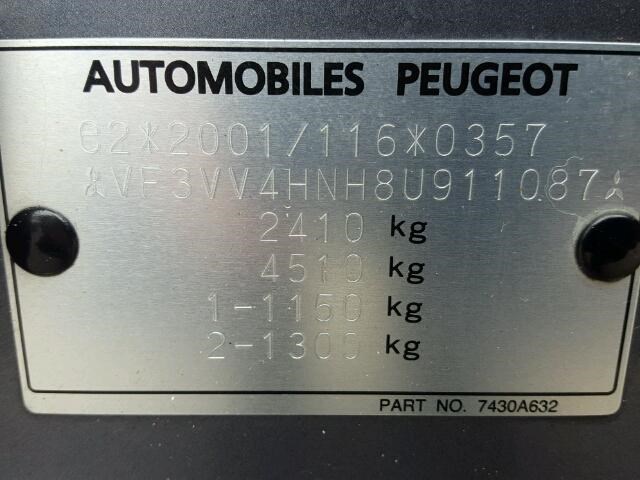 AUTOMOBILES PEUGEOT
e2*2001/116*0357
VF3VV4HNH8U911087
2410 kg
4510 kg
1-1150 kg
2-1300 kg
PART NO. 7430A632